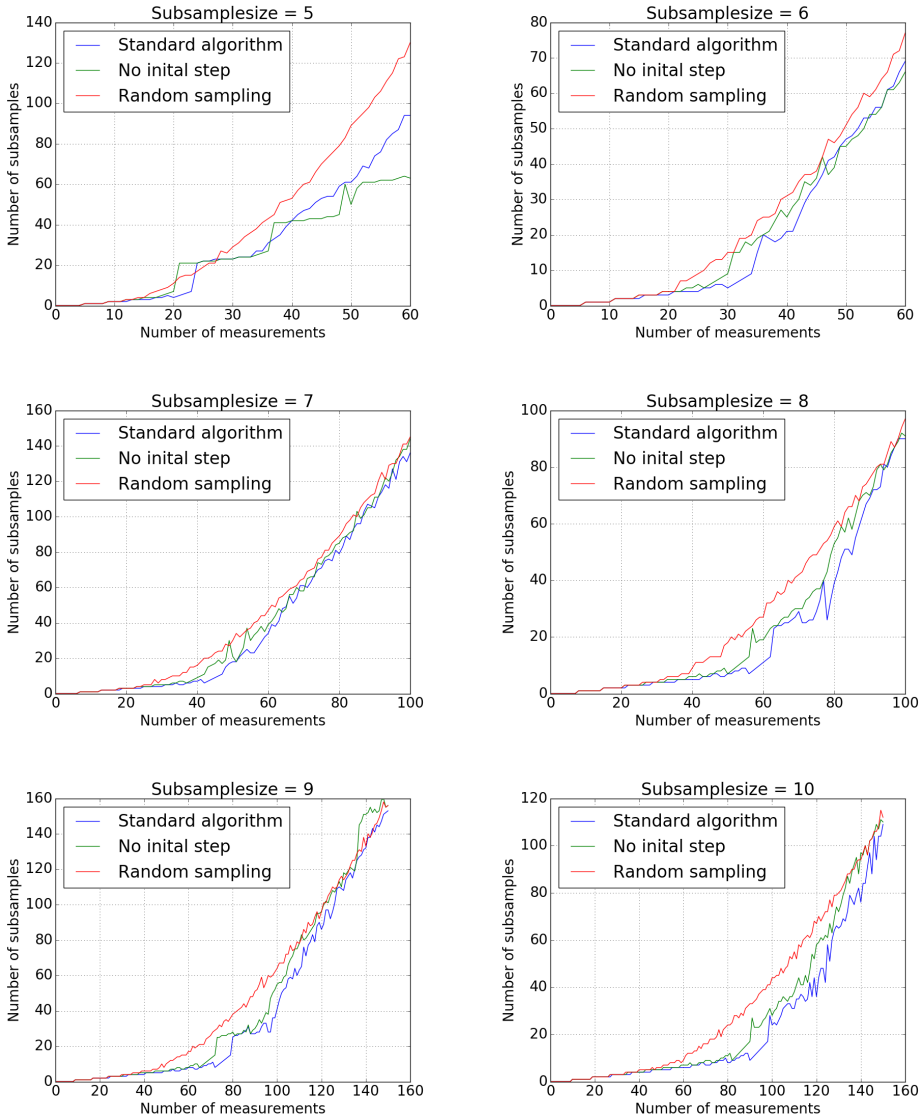 Subsamplesize = 5
Standard algorithm
No inital step
Random sampling
Number of subsamples
0 20 40 60 80 100 120 140
0 10 20 30 40 50 60
Number of measurements
Subsamplesize = 6
Standard algorithm
No inital step
Random sampling
Number of subsamples
0 10 20 30 40 50 60 70 80
0 10 20 30 40 50 60
Number of measurements
Subsamplesize = 7
Standard algorithm
No inital step
Random sampling
Number of subsamples
0 20 40 60 80 100 120 140 160
0 20 40 60 80 100
Number of measurements
Subsamplesize = 8
Standard algorithm
No inital step
Random sampling
Number of subsamples
0 20 40 60 80 100
0 20 40 60 80 100
Number of measurements
Subsamplesize = 9
Standard algorithm
No inital step
Random sampling
Number of subsamples
0 20 40 60 80 100 120 140 160
0 20 40 60 80 100 120 140 160
Number of measurements
Subsamplesize = 10
Standard algorithm
No inital step
Random sampling
Number of subsamples
0 20 40 60 80 100 120
0 20 40 60 80 100 120 140 160
Number of measurements